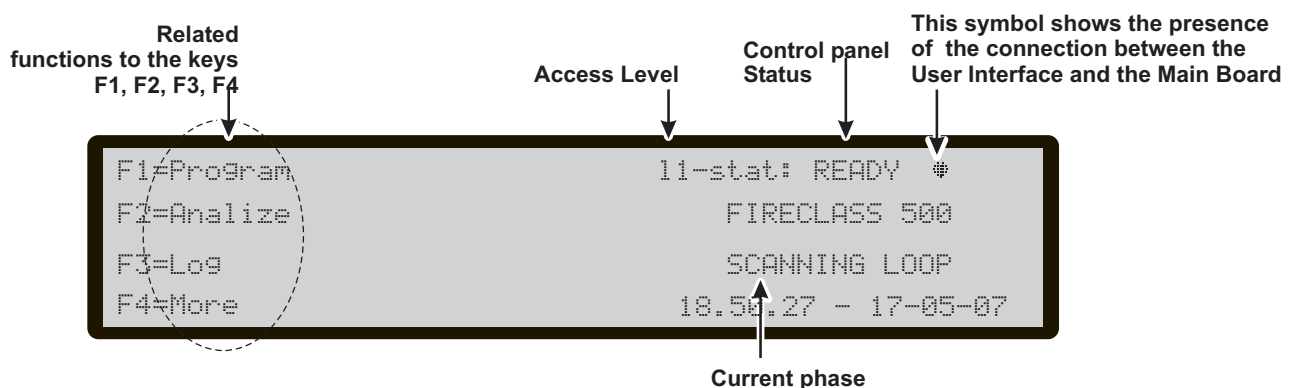 Related
functions to the keys
F1, F2, F3, F4
Access Level
Control panel
Status
This symbol shows the presence
of the connection between the
User Interface and the Main Board
F1=Program
l1-stat: READY
F2=Analize
FIRECLASS 500
F3=Log
SCANNING LOOP
F4=More
18.50.27 - 17-05-07
Current phase